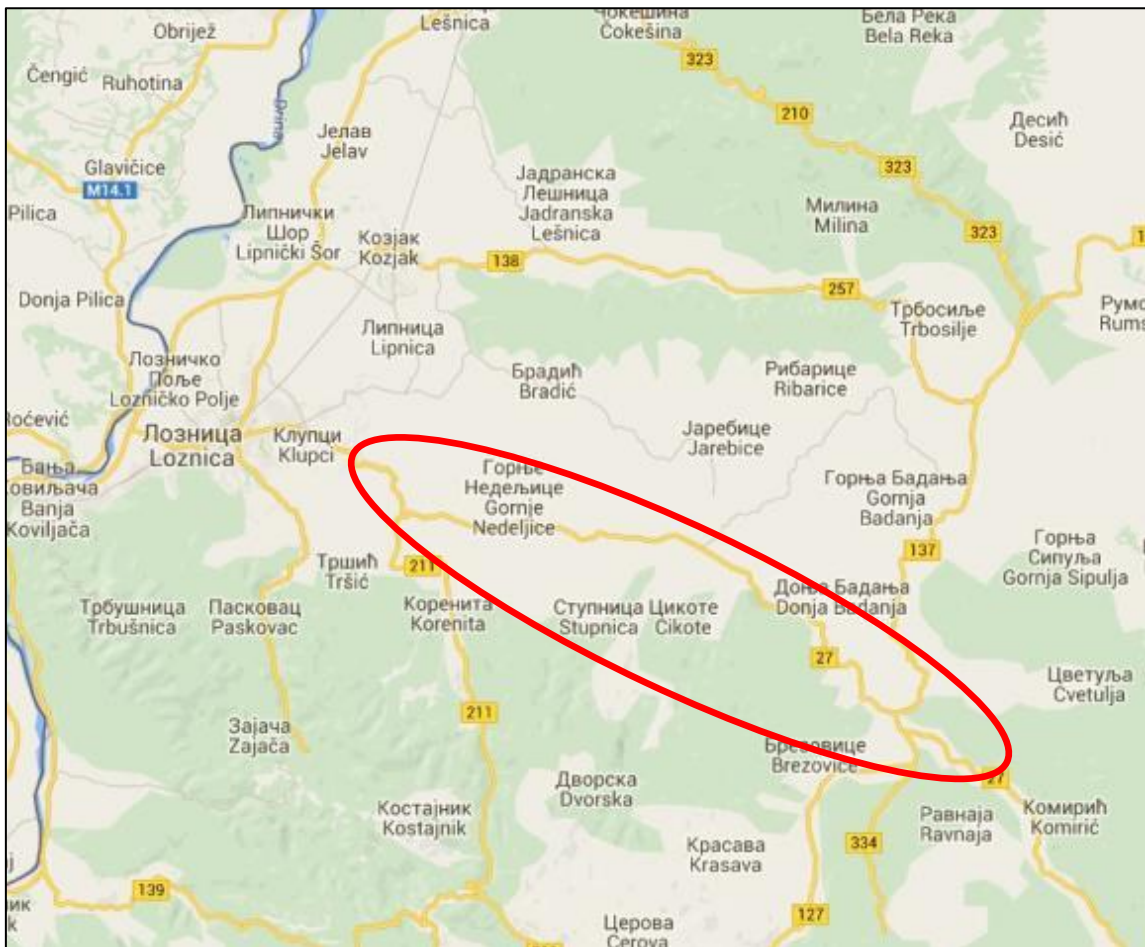 Obrijež
Lešnica
Čokešina
Бела Река
Bela Reka
323
Čengić
Ruhotina
Drina
210
Десић
Desić
Јелав
Jelav
Glavičice
M14.1
323
Јадранска
Лешница
Jadranska
Lešnica
Pilica
Липнички
Шор
Lipnički Šor
Козјак
Kozjak
Милина
Milina
323
138
257
Donja Pilica
Трбосиље
Trbosilje
Липница
Lipnica
Лозничко
Поље
Lozničko Polje
Брадић
Bradić
Рибарице
Ribarice
Лозница
Loznica
Клупци
Klupci
Јаребице
Jarebice
Бања
Banja
Koviljača
Горње
Недељице
Gornje
Nedeljice
Горња Бадања
Gornja
Badanja
137
Горња
Сипуља
Gornja Sipulja
Тршић
Tršić
211
Трбушница
Trbušnica
Пасковац
Paskovac
Коренита
Korenita
Ступница
Stupnica
Цикоте
Cikote
Доња Бадања
Donja Badanja
27
Цветуља
Cvetulja
211
Зајача
Zajača
Брезовице
Brezovice
27
Дворска
Dvorska
Костајник
Kostajnik
Равнаја
Ravnaja
Комирић
Komirić
Красава
Krasava
334
139
127
Церова
Cerova